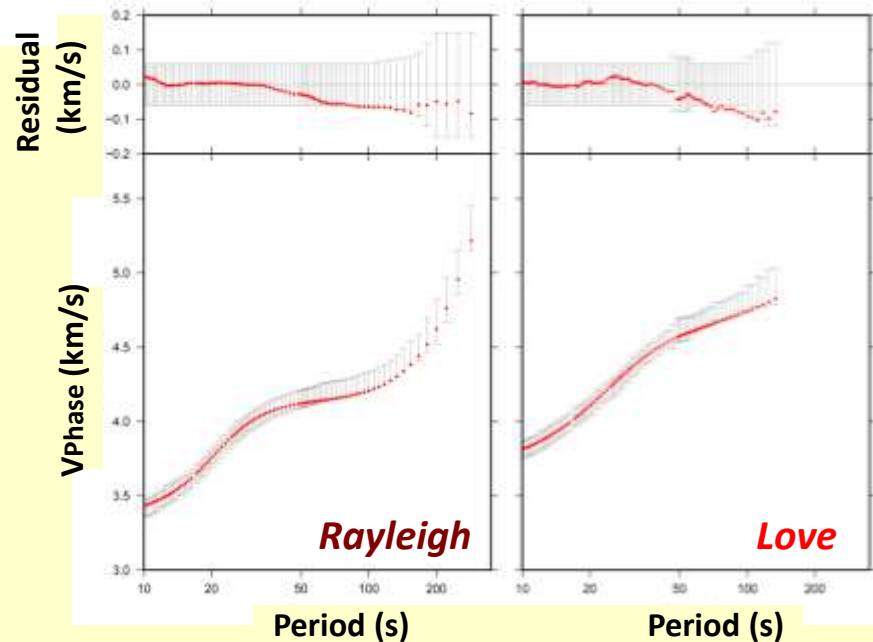 Residual
(km/s)
0.2
0.1
0.0
-0.1
-0.2
VPhase (km/s)
5.5
5.0
4.5
4.0
3.5
3.0
Rayleigh
Love
10 20 50 100 200
10 20 50 100 200
Period (s)
Period (s)